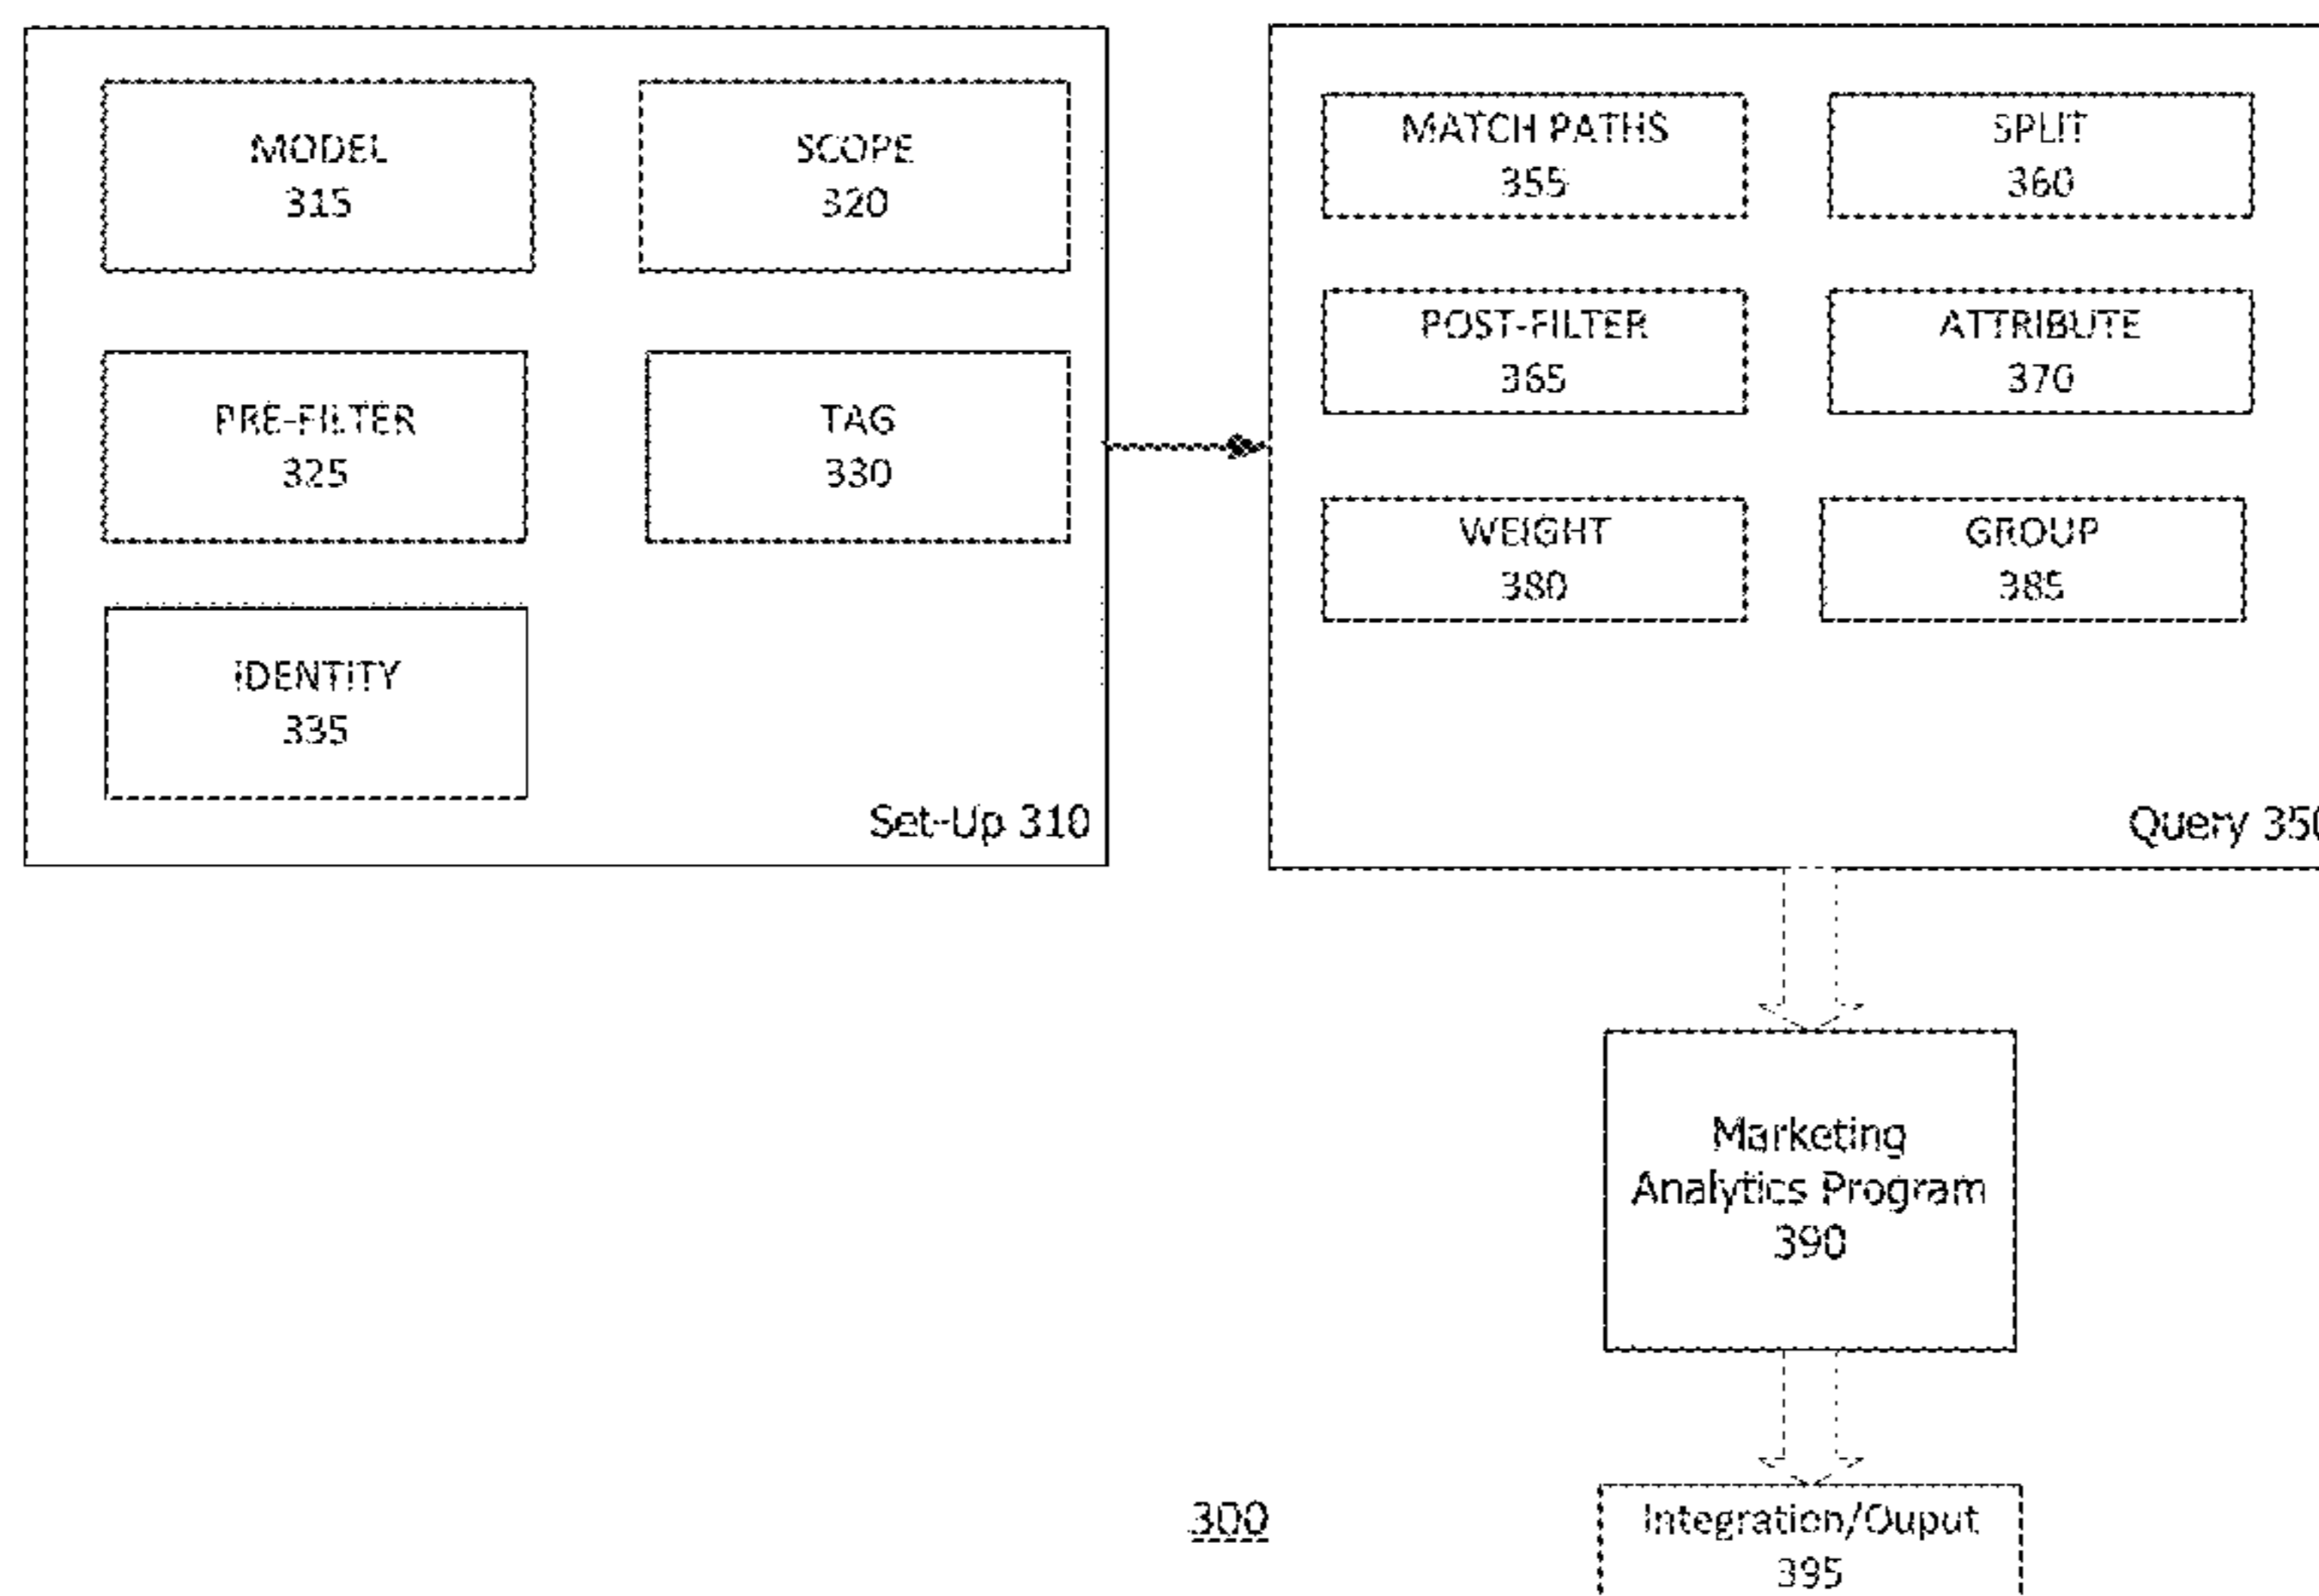 MODEL
315
SCOPE
320
PRE-FILTER
325
TAG
330
IDENTITY
335
Set-Up 310
MATCH PATHS
355
SPLIT
360
POST-FILTER
365
ATTRIBUTE
370
WEIGHT
380
GROUP
385
Query 350
Marketing
Analytics Program
390
Integration/Ouput
395
300